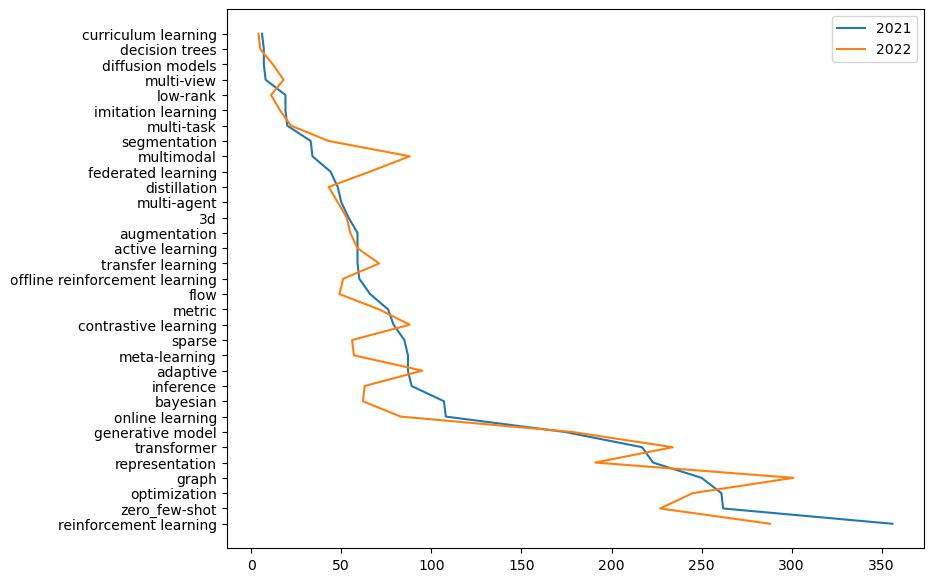 2021
2022
curriculum learning
decision trees
diffusion models
multi-view
low-rank
imitation learning
multi-task
segmentation
multimodal
federated learning
distillation
multi-agent
3d
augmentation
active learning
transfer learning
offline reinforcement learning
flow
metric
contrastive learning
sparse
meta-learning
adaptive
inference
bayesian
online learning
generative model
transformer
representation
graph
optimization
zero_few-shot
reinforcement learning
0 50 100 150 200 250 300 350